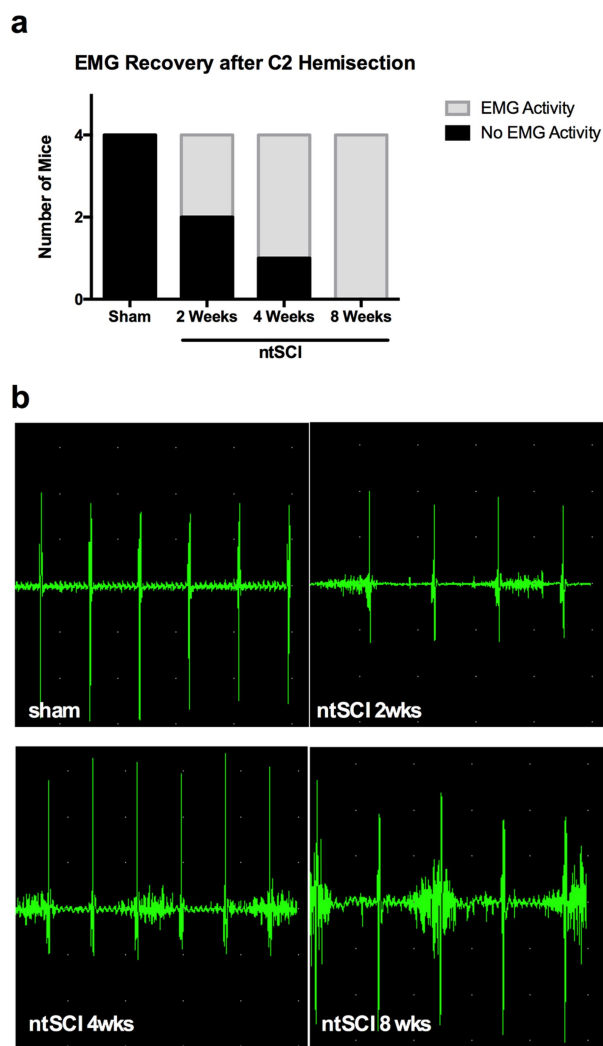 a
EMG Recovery after C2 Hemisection
EMG Activity
No EMG Activity
Number of Mice
4
2
0
Sham
2 Weeks
4 Weeks
8 Weeks
ntSCI
b
sham
ntSCI 2wks
ntSCI 4wks
ntSCI 8 wks